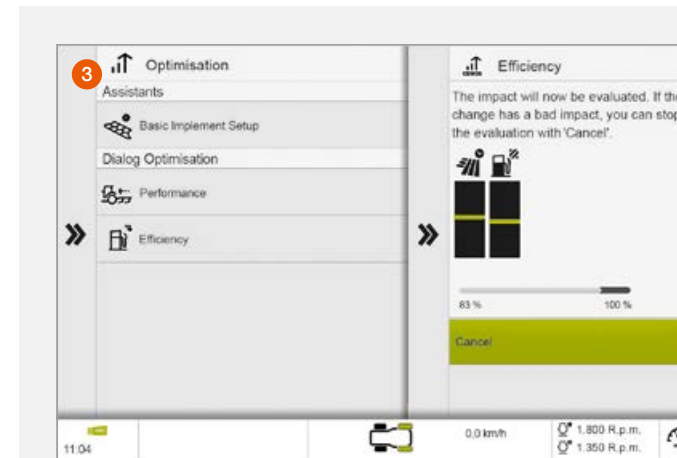 3
Optimisation
Assistants
Basic Implement Setup
Dialog Optimisation
Performance
Efficiency
Efficiency
The impact will now be evaluated. If the
change has a bad impact, you can stop
the evaluation with 'Cancel'.
83 %
100 %
Cancel
11:04
0,0 km/h
1.800 R.p.m.
1.350 R.p.m.